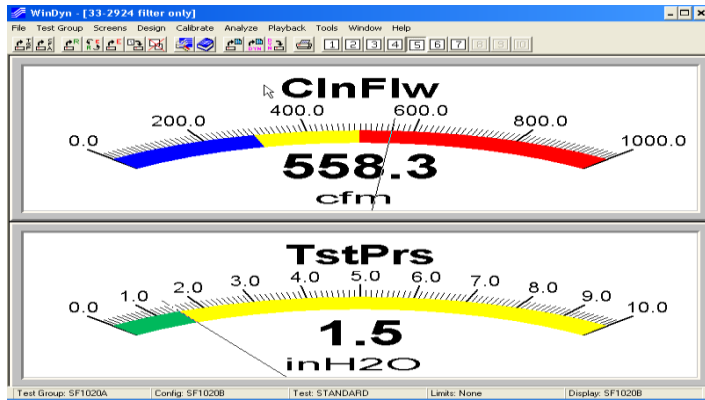 WinDyn - [33-2924 filter only]
File Test Group Screens Design Calibrate Analyze Playback Tools Window Help
1 2 3 4 5 6 7 8 9 10
ClnFlw
0.0 200.0 400.0 600.0 800.0 1000.0
558.3
cfm
TstPrs
0.0 1.0 2.0 3.0 4.0 5.0 6.0 7.0 8.0 9.0 10.0
1.5
inH2O
Test Group: SF1020A Config: SF1020B Test: STANDARD Limits: None Display: SF1020B